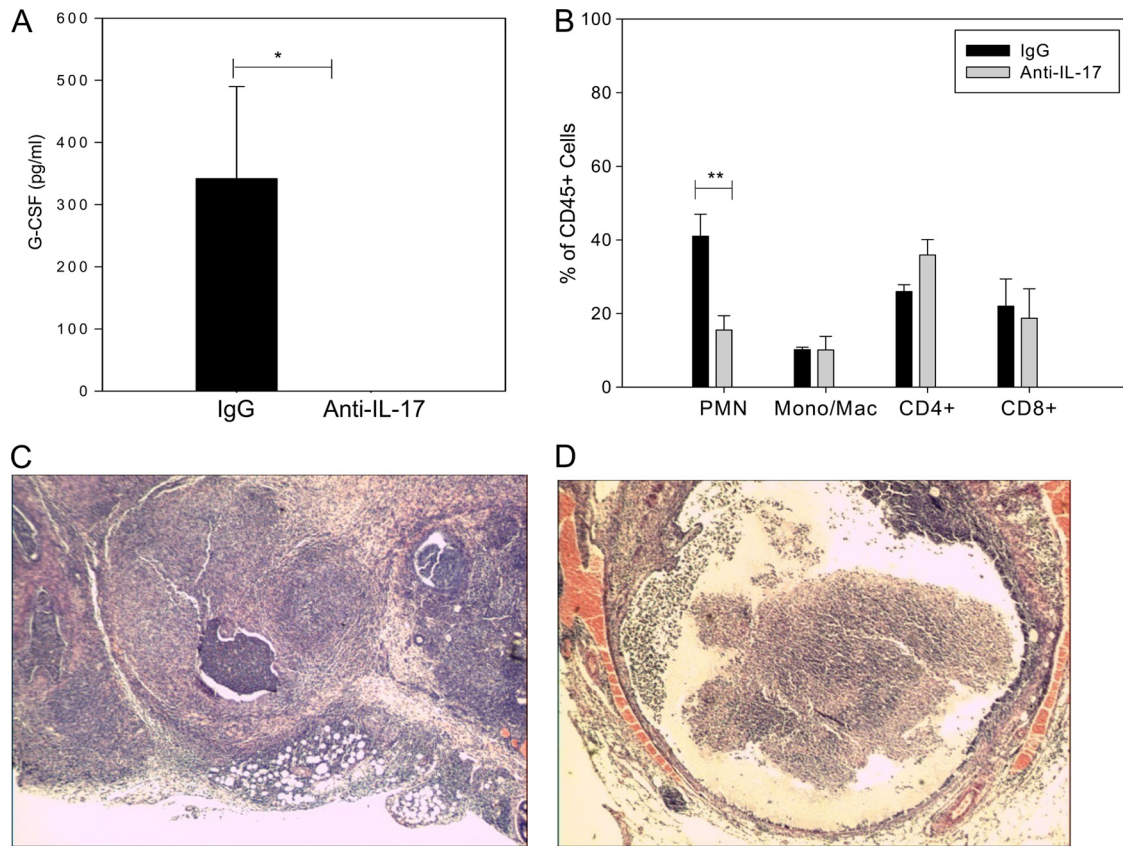 A
600
500
400
300
200
100
0
G-CSF (pg/ml)
*
IgG Anti-IL-17
B
100
80
60
40
20
0
% of CD45+ Cells
IgG
Anti-IL-17
**
PMN Mono/Mac CD4+ CD8+
C
D